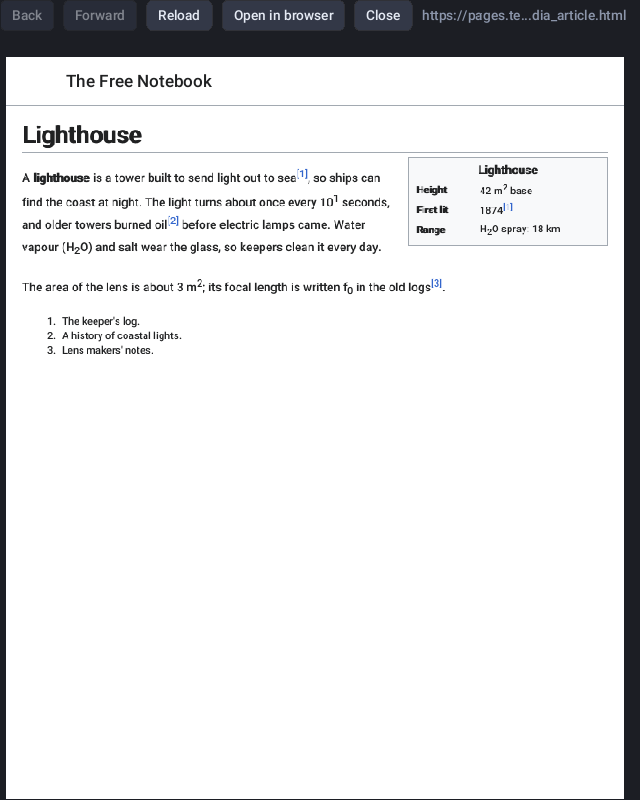 Back Forward Reload Open in browser Close https://pages.te...dia_article.html
The Free Notebook
Lighthouse
A lighthouse is a tower built to send light out to sea[1], so ships can
find the coast at night. The light turns about once every 10¹ seconds,
and older towers burned oil[2] before electric lamps came. Water
vapour (H₂O) and salt wear the glass, so keepers clean it every day.
Lighthouse
Height 42 m² base
First lit 1874[1]
Range H₂O spray: 18 km
The area of the lens is about 3 m²; its focal length is written f₀ in the old logs[3].
1. The keeper's log.
2. A history of coastal lights.
3. Lens makers' notes.